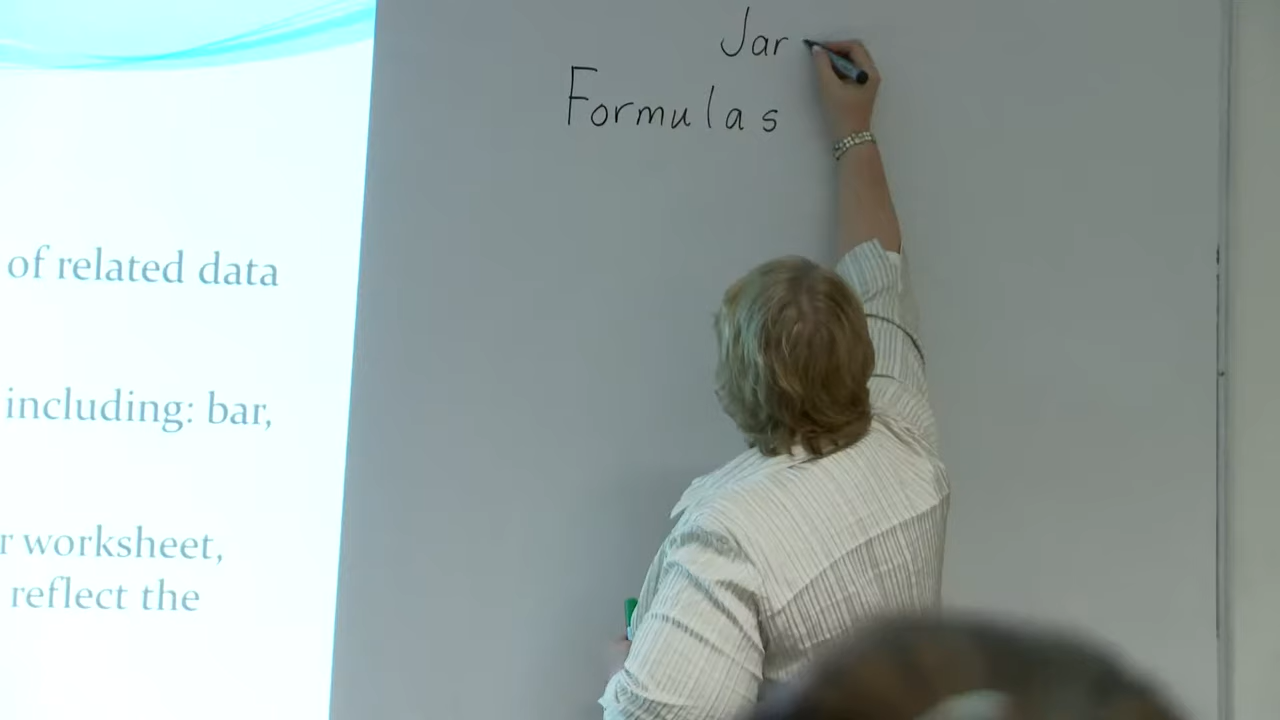 of related data
including: bar,
r worksheet,
reflect the
Jar
Formulas